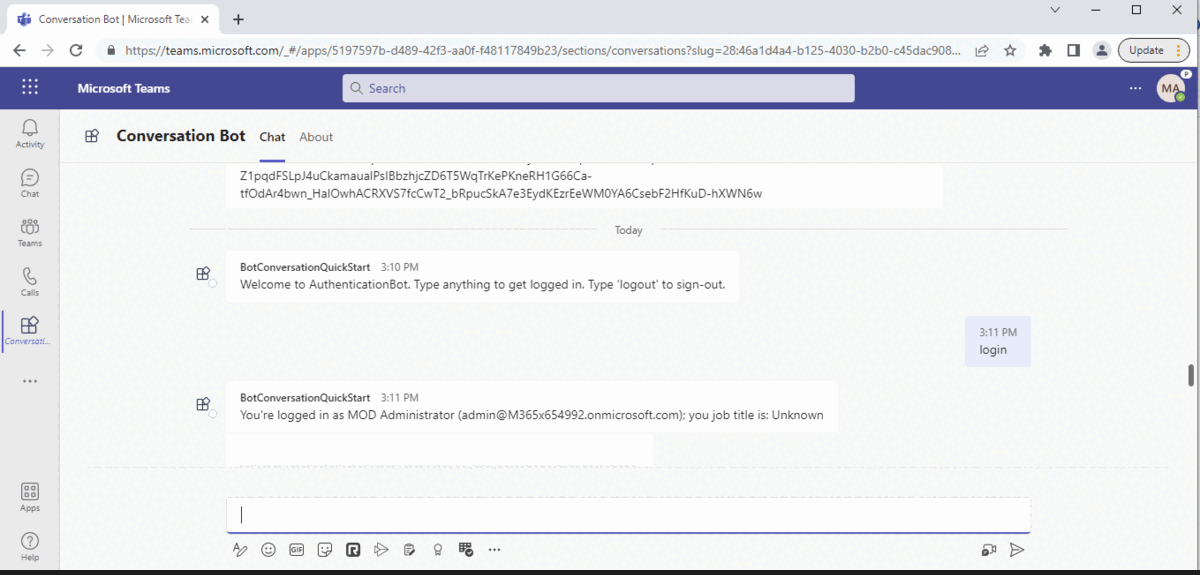 Conversation Bot | Microsoft Tea
https://teams.microsoft.com/_#/apps/5197597b-d489-42f3-aa0f-f48117849b23/sections/conversations?slug=28:46a1d4a4-b125-4030-b2b0-c45dac908...
Update
Microsoft Teams
Search
MA
P
Activity
Chat
Teams
Calls
Conversati...
Apps
Help
Conversation Bot Chat About
Z1pqdFSLpJ4uCkamaualPsIBbzhjcZD6T5WqTrKePKneRH1G66Ca-
tfOdAr4bwn_HalOwhACRXVS7fcCwT2_bRpucSkA7e3EydKEzrEeWM0YA6CsebF2HfKuD-hXWN6w
Today
BotConversationQuickStart 3:10 PM
Welcome to AuthenticationBot. Type anything to get logged in. Type 'logout' to sign-out.
3:11 PM
login
BotConversationQuickStart 3:11 PM
You're logged in as MOD Administrator (admin@M365x654992.onmicrosoft.com); you job title is: Unknown
GIF